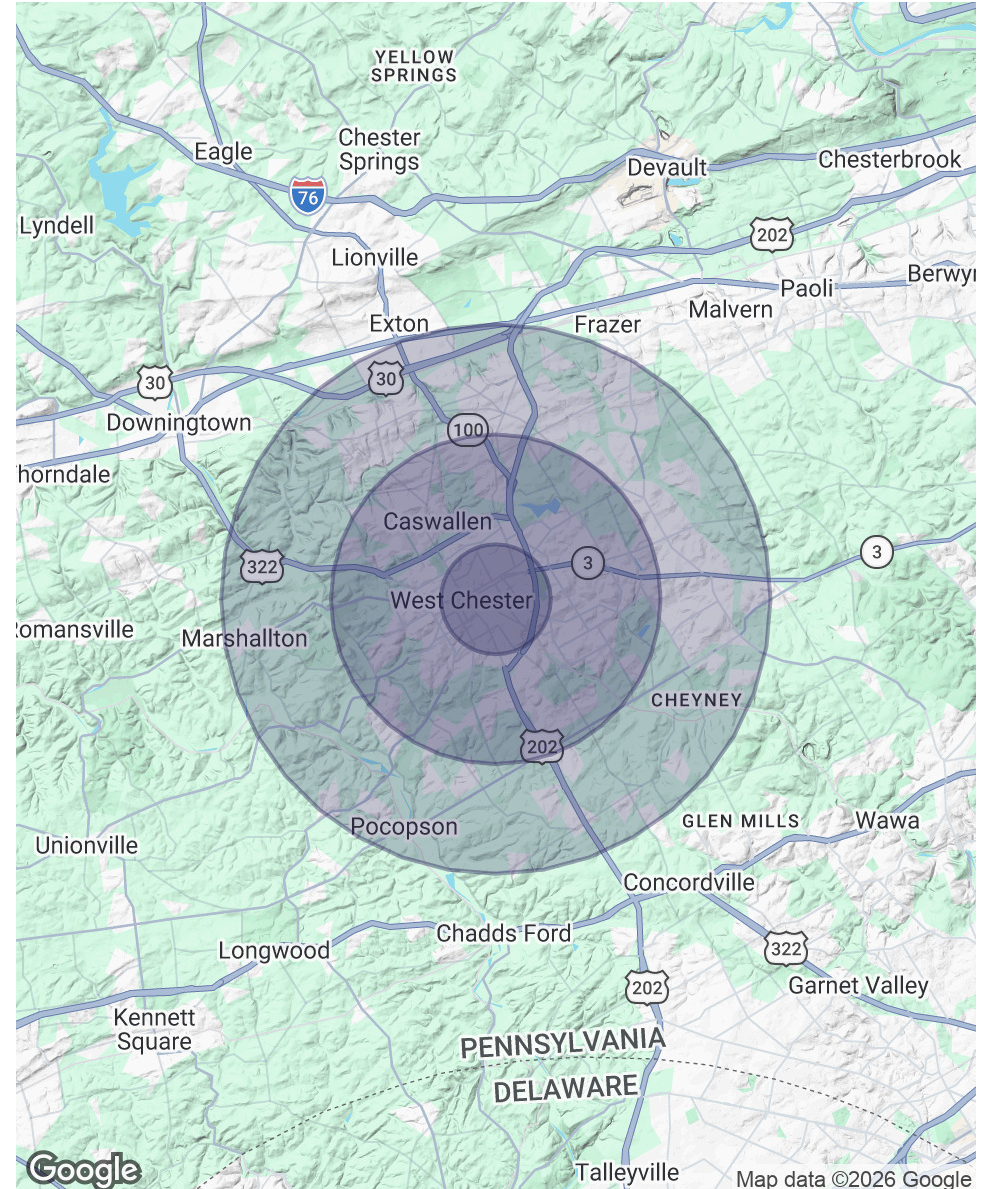 YELLOW
SPRINGS
Chester
Springs
Eagle
Devault
Chesterbrook
76
Lyndell
202
Lionville
Berwyn
Paoli
Malvern
Exton
Frazer
30
30
Downingtown
100
Thorndale
Caswallen
3
3
322
West Chester
Romansville
Marshallton
CHEYNEY
202
Pocopson
GLEN MILLS
Wawa
Unionville
Concordville
Chadds Ford
Longwood
322
202
Garnet Valley
Kennett
Square
PENNSYLVANIA
DELAWARE
Talleyville
Google
Map data ©2026 Google